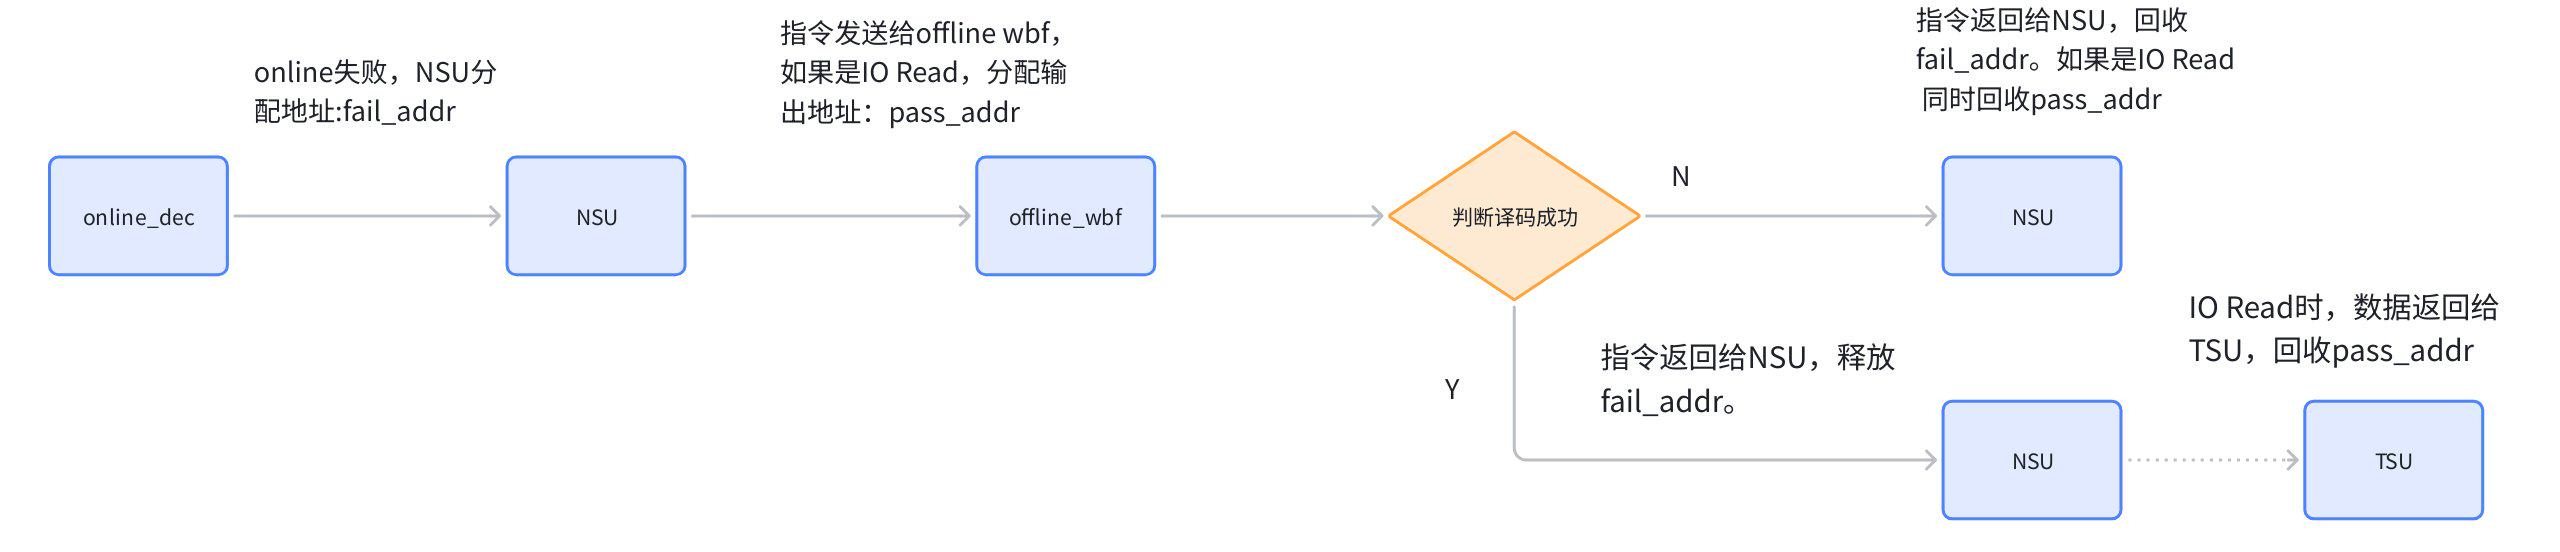 online失败，NSU分
配地址:fail_addr
指令发送给offline wbf，
如果是IO Read，分配输
出地址：pass_addr
指令返回给NSU，回收
fail_addr。如果是IO Read
同时回收pass_addr
online_dec
NSU
offline_wbf
判断译码成功
N
NSU
Y
指令返回给NSU，释放
fail_addr。
IO Read时，数据返回给
TSU，回收pass_addr
NSU
TSU